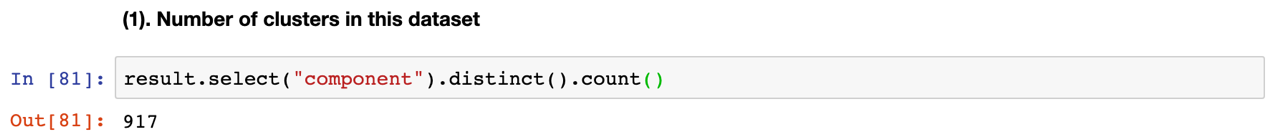 (1). Number of clusters in this dataset
In [81]: result.select("component").distinct().count()
Out[81]: 917